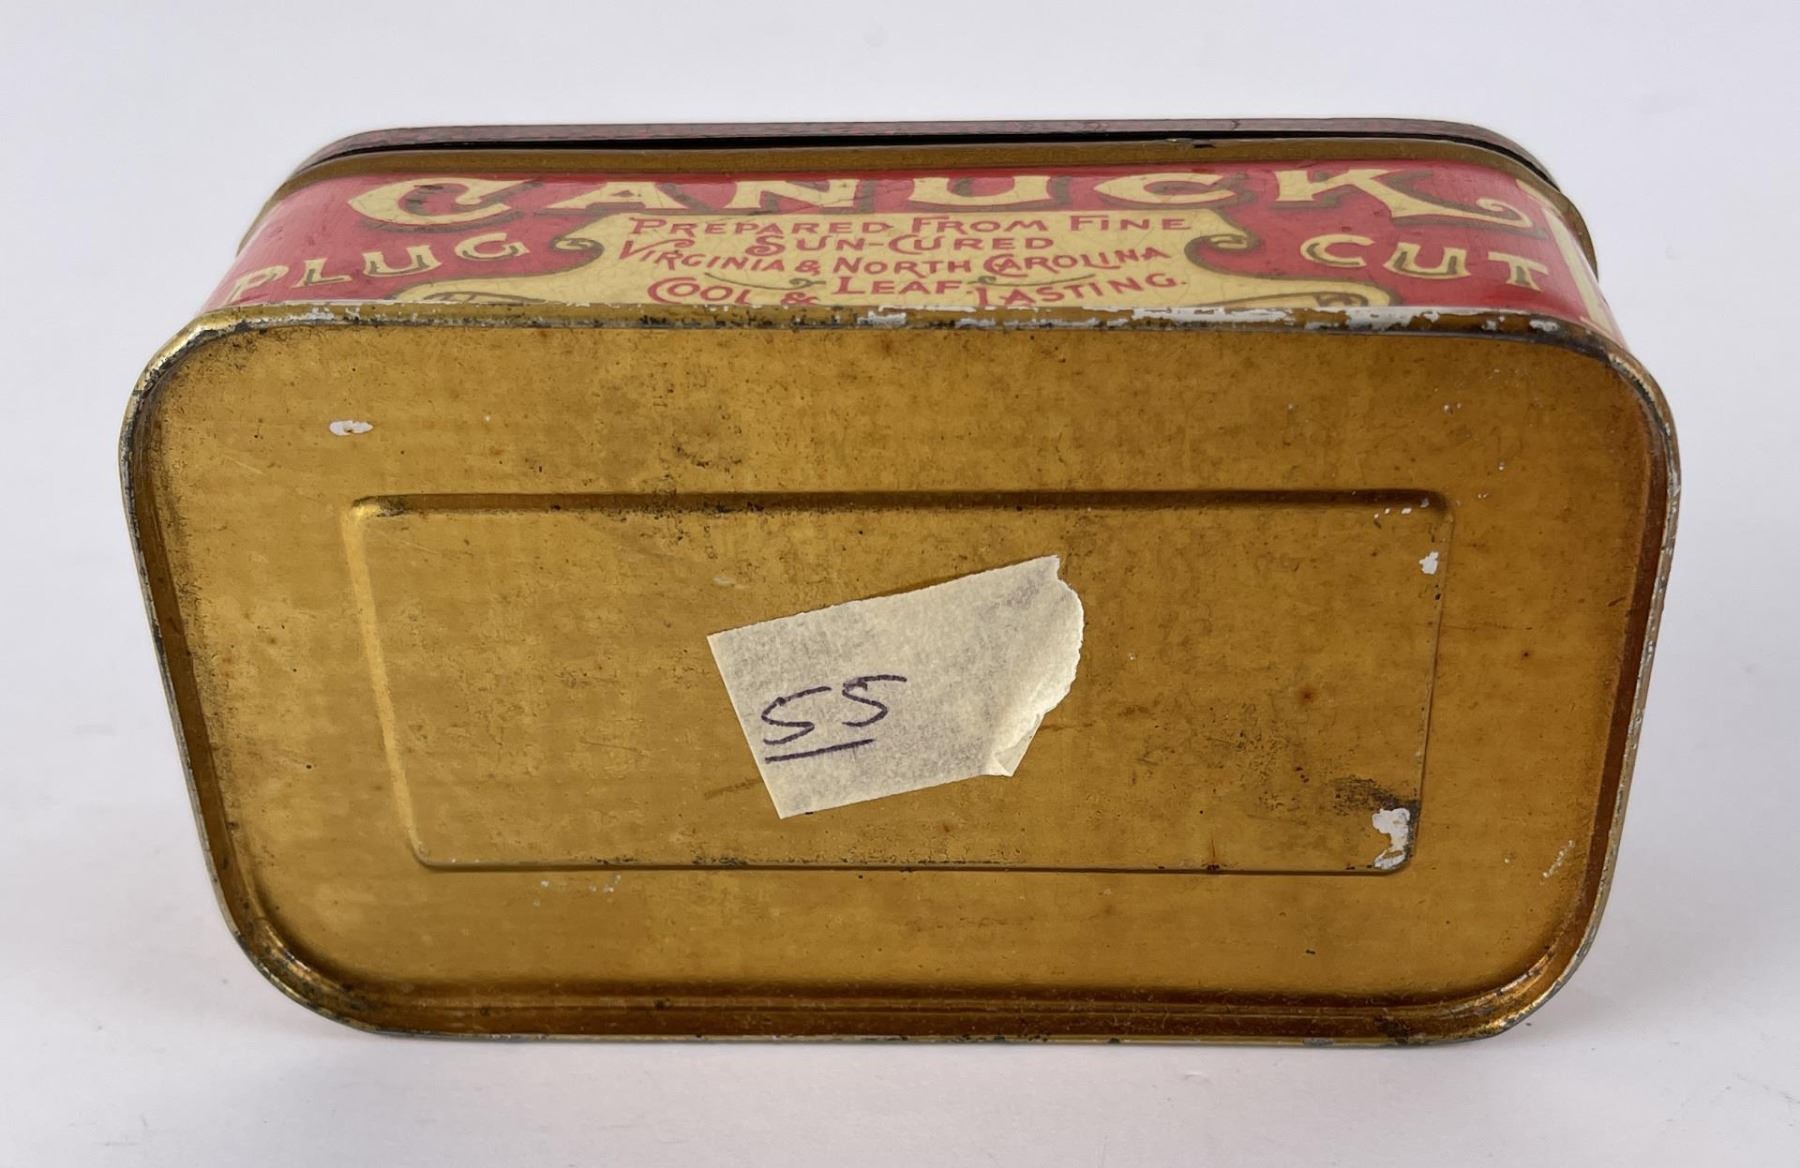 CANUCK
PLUG CUT
PREPARED FROM FINE
SUN-CURED
VIRGINIA & NORTH CAROLINA
LEAF.
COOL & LASTING.
55